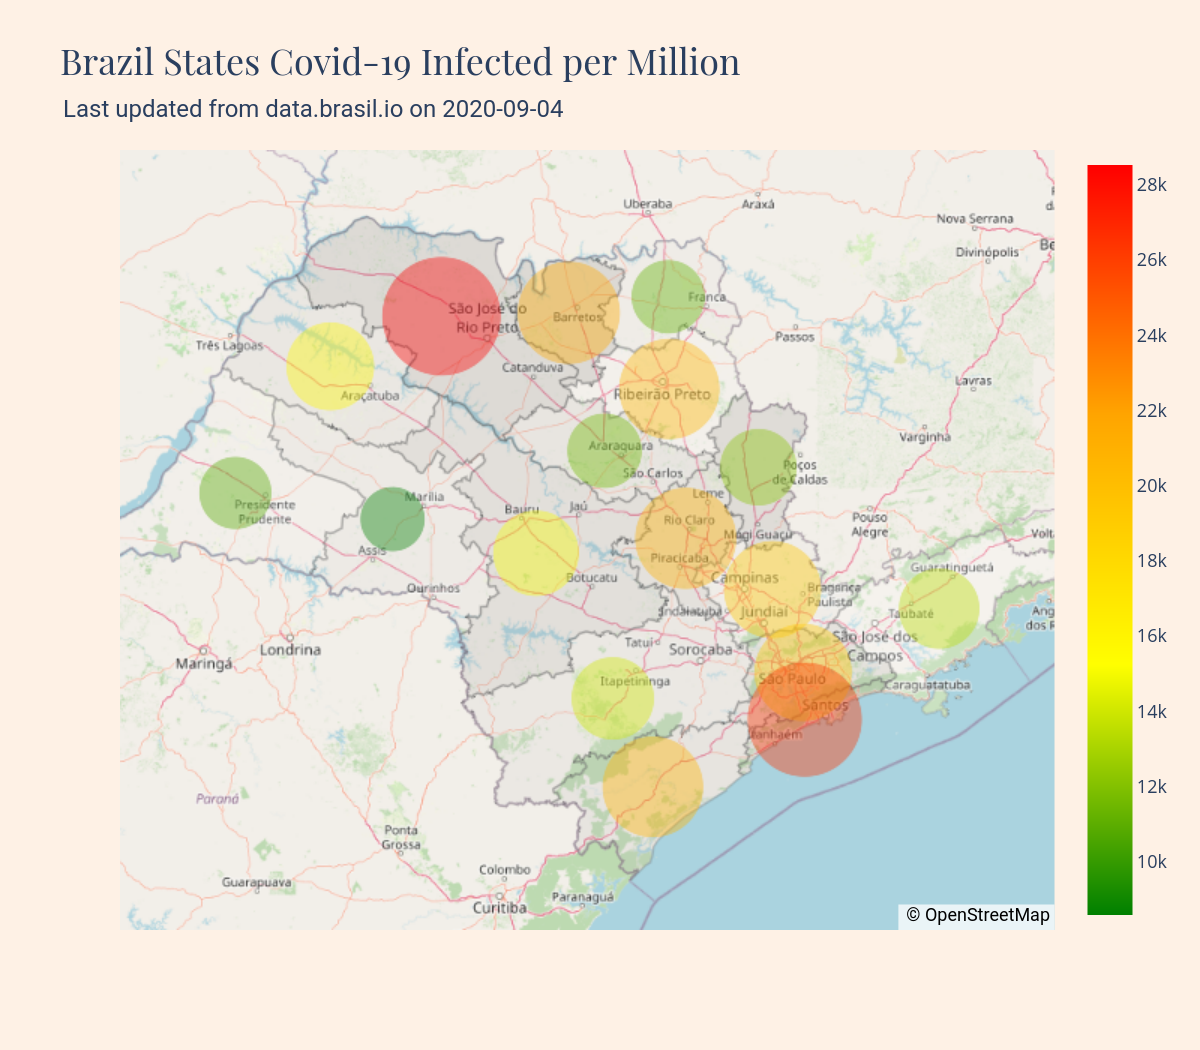 Brazil States Covid-19 Infected per Million
Last updated from data.brasil.io on 2020-09-04
28k
26k
24k
22k
20k
18k
16k
14k
12k
10k
Uberaba
Araxá
Nova Serrana
Divinópolis
Franca
São José do
Rio Preto
Barretos
Passos
Três Lagoas
Catanduva
Lavras
Araçatuba
Ribeirão Preto
Varginha
Araraquara
São Carlos
Poços
de Caldas
Leme
Marília
Presidente
Prudente
Bauru
Jaú
Rio Claro
Pouso
Alegre
Mogi Guaçu
Volt
Assis
Piracicaba
Guaratinguetá
Botucatu
Campinas
Ourinhos
Bragança
Paulista
Indaiatuba
Jundiaí
Taubaté
Ang
dos R
Londrina
Tatuí
Sorocaba
São José dos
Campos
Maringá
Itapetininga
São Paulo
Caraguatatuba
Santos
Itanhaém
Paraná
Ponta
Grossa
Colombo
Guarapuava
Curitiba
Paranaguá
© OpenStreetMap